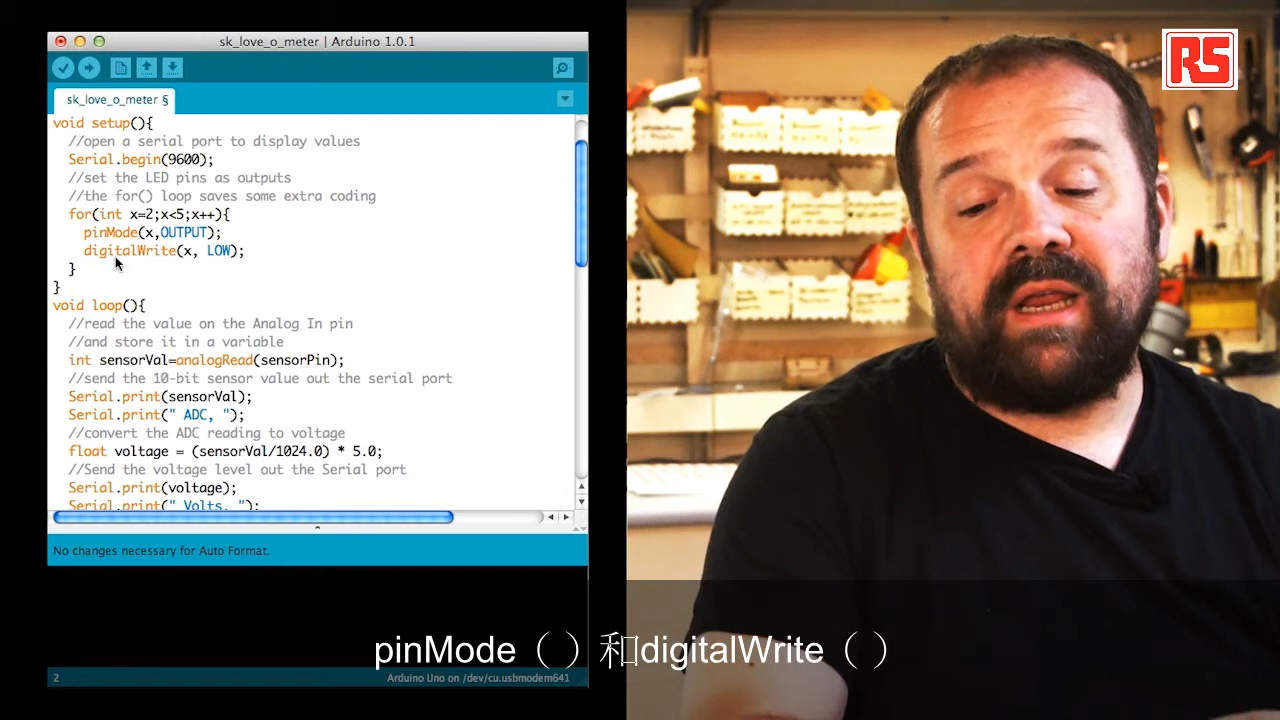 sk_love_o_meter | Arduino 1.0.1
sk_love_o_meter §
void setup(){
//open a serial port to display values
Serial.begin(9600);
//set the LED pins as outputs
//the for() loop saves some extra coding
for(int x=2;x<5;x++){
pinMode(x,OUTPUT);
digitalWrite(x, LOW);
}
}
void loop(){
//read the value on the Analog In pin
//and store it in a variable
int sensorVal=analogRead(sensorPin);
//send the 10-bit sensor value out the serial port
Serial.print(sensorVal);
Serial.print(" ADC, ");
//convert the ADC reading to voltage
float voltage = (sensorVal/1024.0) * 5.0;
//Send the voltage level out the Serial port
Serial.print(voltage);
Serial.print(" Volts, ");
No changes necessary for Auto Format.
2
Arduino Uno on /dev/cu.usbmodem641
RS
pinMode（ ）和digitalWrite（ ）